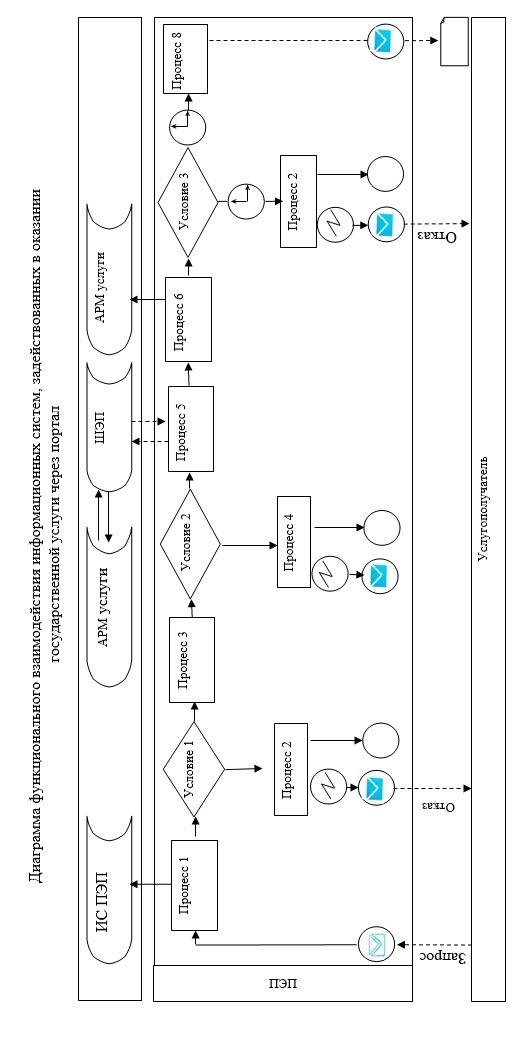 Диаграмма функционального взаимодействия информационных систем, задействованных в оказании
государственной услуги через портал
ИС ПЭП
АРМ услуги
ШЭП
АРМ услуги
ПЭП
Процесс 1
Условие 1
Процесс 3
Условие 2
Процесс 5
Процесс 6
Условие 3
Процесс 8
Процесс 2
Процесс 4
Процесс 2
Запрос
Отказ
Отказ
Услугополучатель